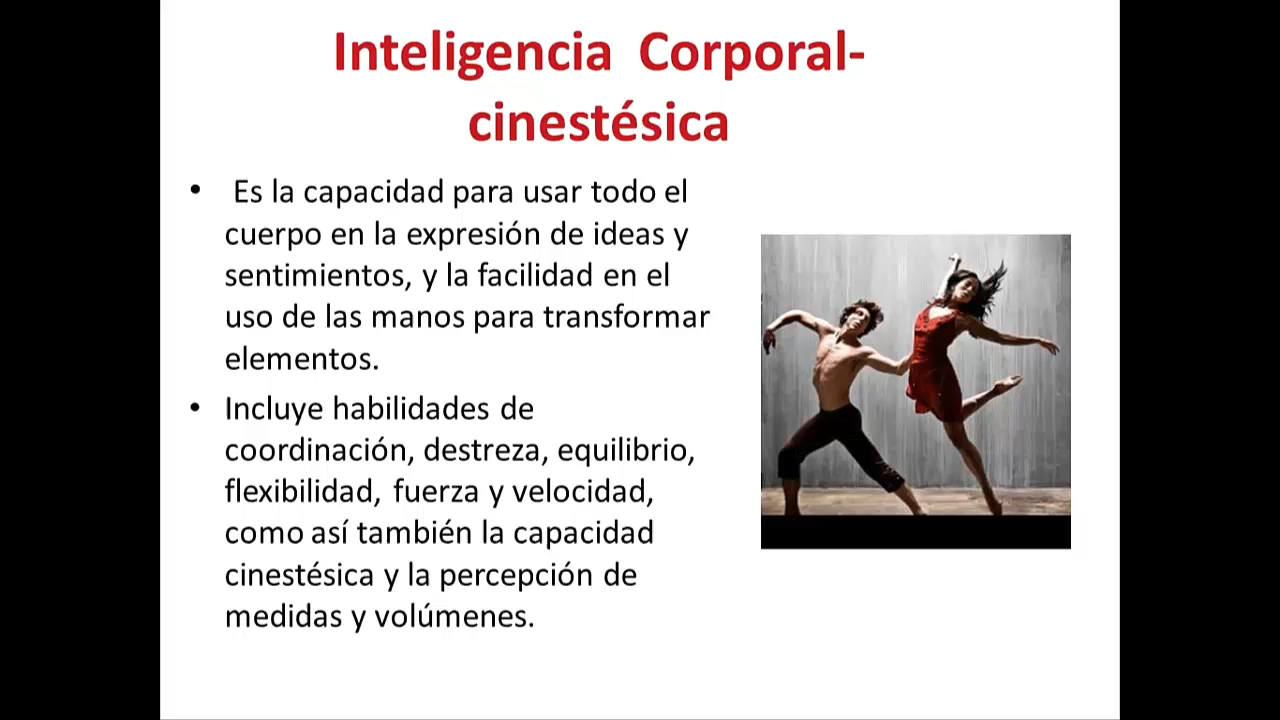 Inteligencia Corporal-
cinestésica
• Es la capacidad para usar todo el
cuerpo en la expresión de ideas y
sentimientos, y la facilidad en el
uso de las manos para transformar
elementos.
• Incluye habilidades de
coordinación, destreza, equilibrio,
flexibilidad, fuerza y velocidad,
como así también la capacidad
cinestésica y la percepción de
medidas y volúmenes.